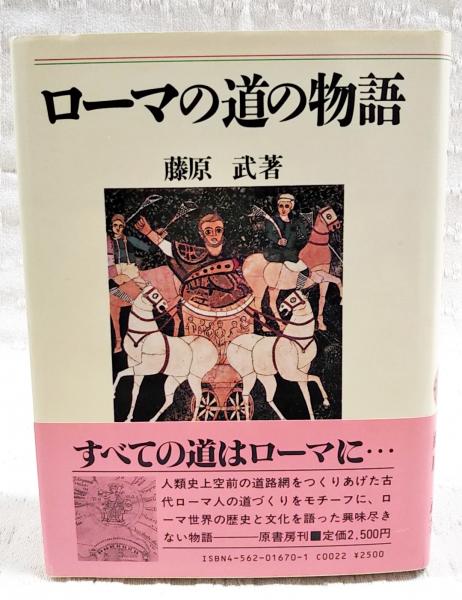 ローマの道の物語
藤原 武著
すべての道はローマに…
人類史上空前の道路網をつくりあげた古
代ローマ人の道づくりをモチーフに、ロ
ーマ世界の歴史と文化を語った興味尽き
ない物語――原書房刊■定価2,500円
ISBN4-562-01670-1 C0022 ¥2500